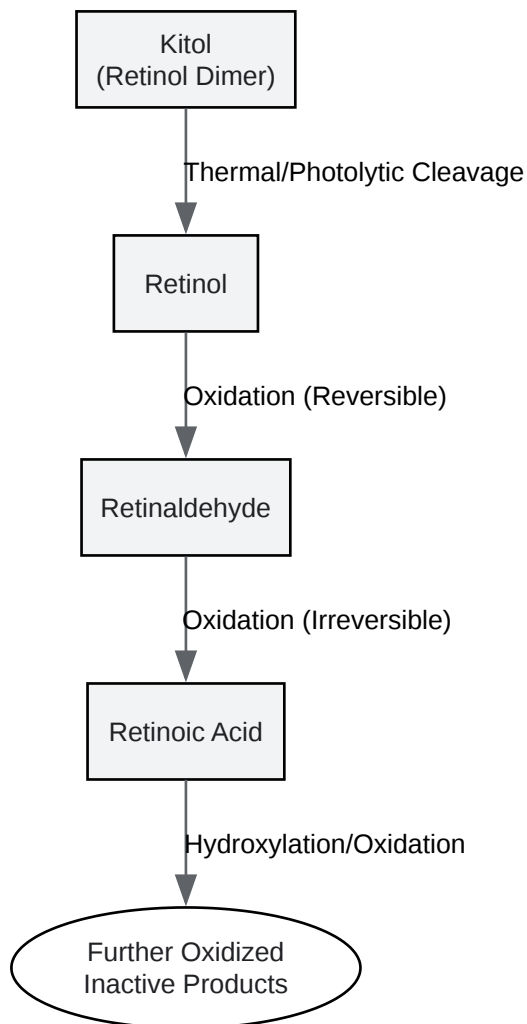 Kitol
(Retinol Dimer)
Thermal/Photolytic Cleavage
Retinol
Oxidation (Reversible)
Retinaldehyde
Oxidation (Irreversible)
Retinoic Acid
Hydroxylation/Oxidation
Further Oxidized
Inactive Products